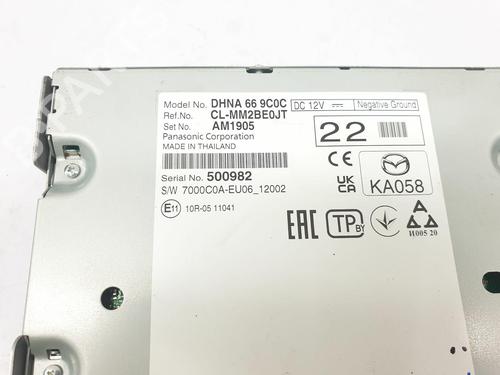 Model No. DHNA 66 9C0C DC 12V Negative Ground
Ref.No. CL-MM2BE0JT
Set No. AM1905
Panasonic Corporation
MADE IN THAILAND
22
Serial No. 500982
S/W 7000C0A-EU06_12002
E11 10R-05 11041
CE
UK
CA
KA058
EAC
TP
BY
A
H005 20